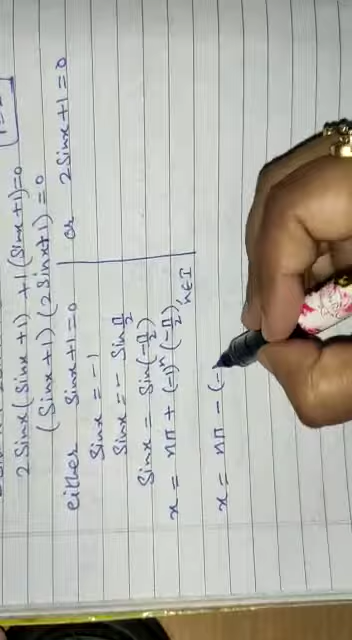 2 Sinx (Sinx+1) +1 (Sinx+1)=0
(Sinx+1) (2 Sinx+1) =0
either Sinx+1=0 or 2 Sinx+1=0
Sinx = -1
Sinx = - Sin π/2
Sinx = Sin(-π/2)
x = nπ + (-1)ⁿ (-π/2), n∈I
x = nπ - (-